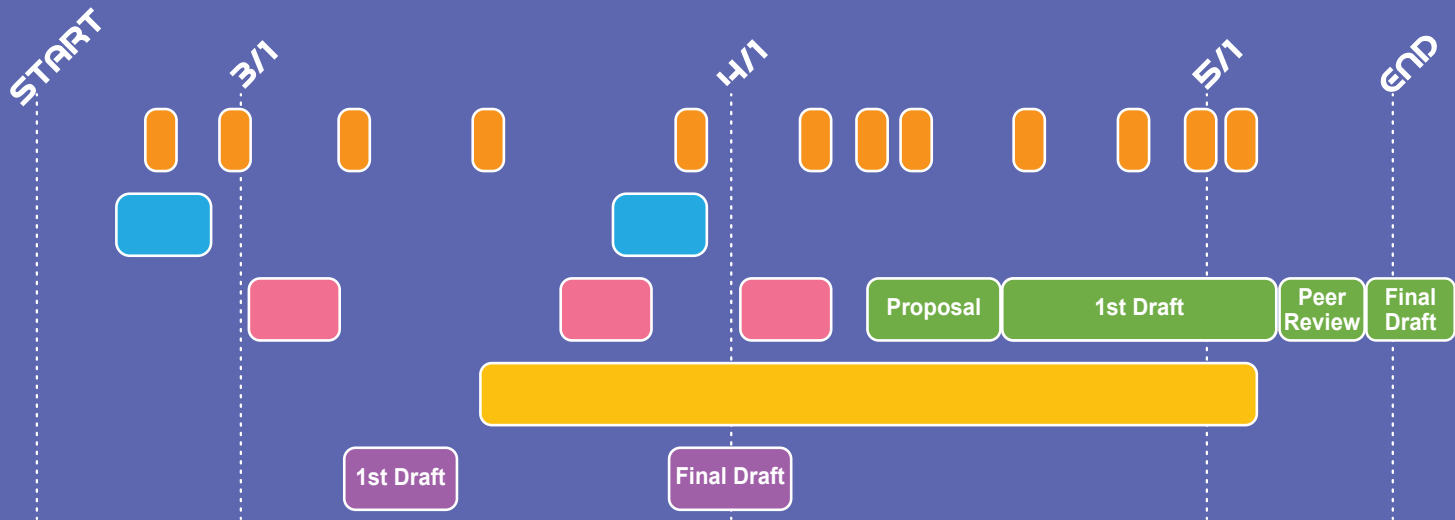 START
3/1
4/1
5/1
END
Proposal
1st Draft
Peer
Review
Final
Draft
1st Draft
Final Draft